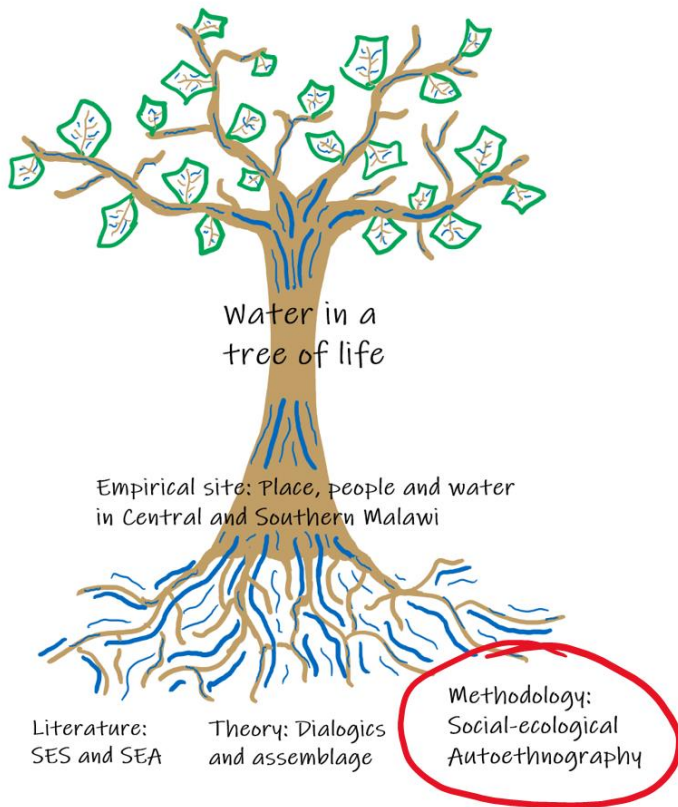 Water in a
tree of life
Empirical site: Place, people and water
in Central and Southern Malawi
Literature:
SES and SEA
Theory: Dialogics
and assemblage
Methodology:
Social-ecological
Autoethnography